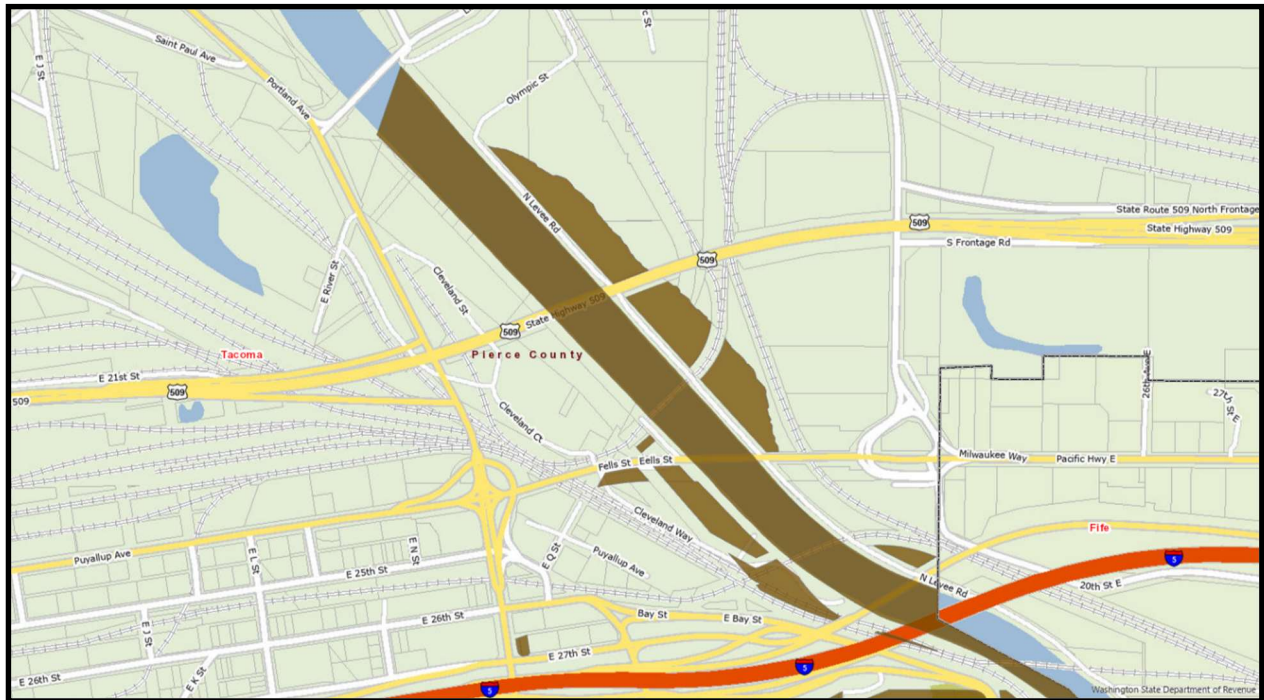 E J St
Saint Paul Ave
Portland Ave
Olympic St
c St
N Levee Rd
State Route 509 North Frontage
State Highway 509
509
S Frontage Rd
509
E River St
Cleveland St
State Highway 509
509
Tacoma
Pierce County
E 21st St
509
509
26th Ave E
27th St E
Cleveland Ct
Fells St
Eells St
Milwaukee Way
Pacific Hwy E
Cleveland Way
Fife
Puyallup Ave
E L St
E N St
E Q St
Puyallup Ave
E 25th St
N Levee Rd
20th St E
5
E J St
E 26th St
Bay St
E Bay St
E 27th St
E K St
E 26th St
5
5
Washington State Department of Revenue